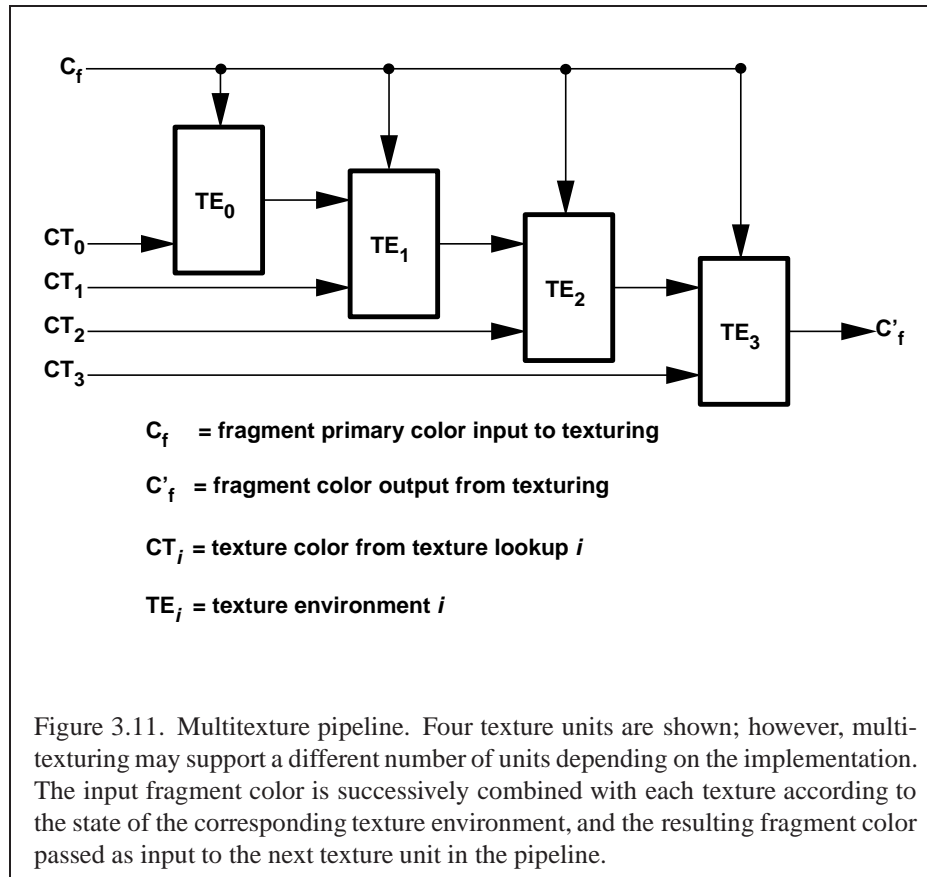 C_f
TE_0
CT_0
TE_1
CT_1
TE_2
CT_2
TE_3
C'_f
CT_3
C_f = fragment primary color input to texturing
C'_f = fragment color output from texturing
CT_i = texture color from texture lookup i
TE_i = texture environment i
Figure 3.11. Multitexture pipeline. Four texture units are shown; however, multi-
texturing may support a different number of units depending on the implementation.
The input fragment color is successively combined with each texture according to
the state of the corresponding texture environment, and the resulting fragment color
passed as input to the next texture unit in the pipeline.